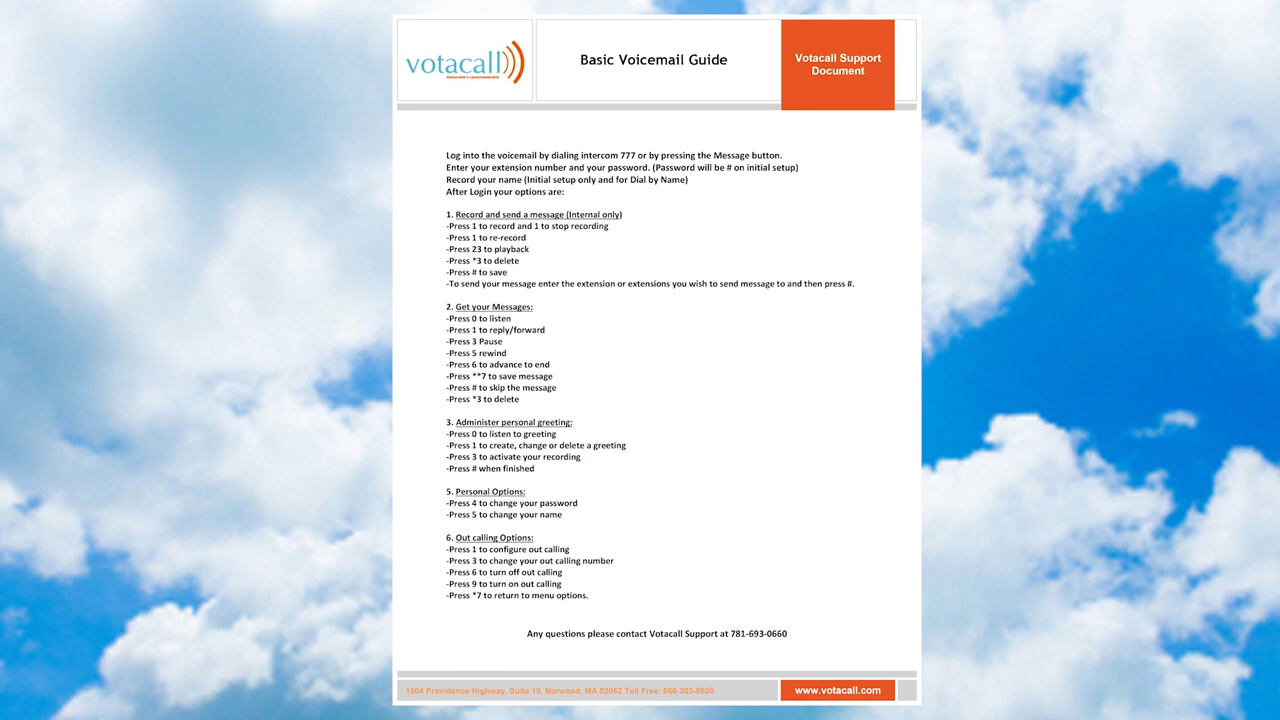 votacall
Basic Voicemail Guide
Votacall Support
Document
Log into the voicemail by dialing intercom 777 or by pressing the Message button.
Enter your extension number and your password. (Password will be # on initial setup)
Record your name (Initial setup only and for Dial by Name)
After Login your options are:
1. Record and send a message (Internal only)
-Press 1 to record and 1 to stop recording
-Press 1 to re-record
-Press 23 to playback
-Press *3 to delete
-Press # to save
-To send your message enter the extension or extensions you wish to send message to and then press #.
2. Get your Messages:
-Press 0 to listen
-Press 1 to reply/forward
-Press 3 Pause
-Press 5 rewind
-Press 6 to advance to end
-Press **7 to save message
-Press # to skip the message
-Press *3 to delete
3. Administer personal greeting:
-Press 0 to listen to greeting
-Press 1 to create, change or delete a greeting
-Press 3 to activate your recording
-Press # when finished
5. Personal Options:
-Press 4 to change your password
-Press 5 to change your name
6. Out calling Options:
-Press 1 to configure out calling
-Press 3 to change your out calling number
-Press 6 to turn off out calling
-Press 9 to turn on out calling
-Press *7 to return to menu options.
Any questions please contact Votacall Support at 781-693-0660
1504 Providence Highway, Suite 19, Norwood, MA 02062 Toll Free:
www.votacall.com